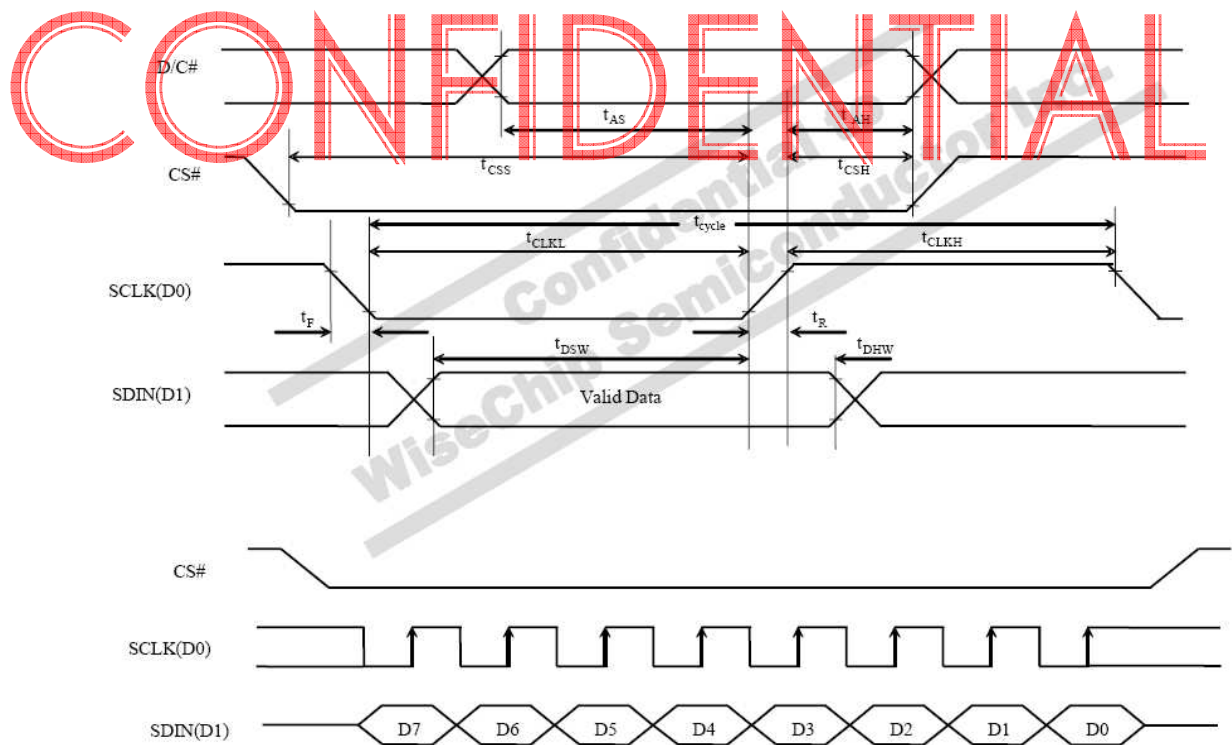 CONFIDENTIAL
D/C#
tAS tAH
CS#
tCSS tCSH
tcycle
tCLKL tCLKH
SCLK(D0)
tF tR
tDSW tDHW
SDIN(D1) Valid Data
Confidential to
WiseChip Semiconductor Inc.
CS#
SCLK(D0)
SDIN(D1) D7 D6 D5 D4 D3 D2 D1 D0